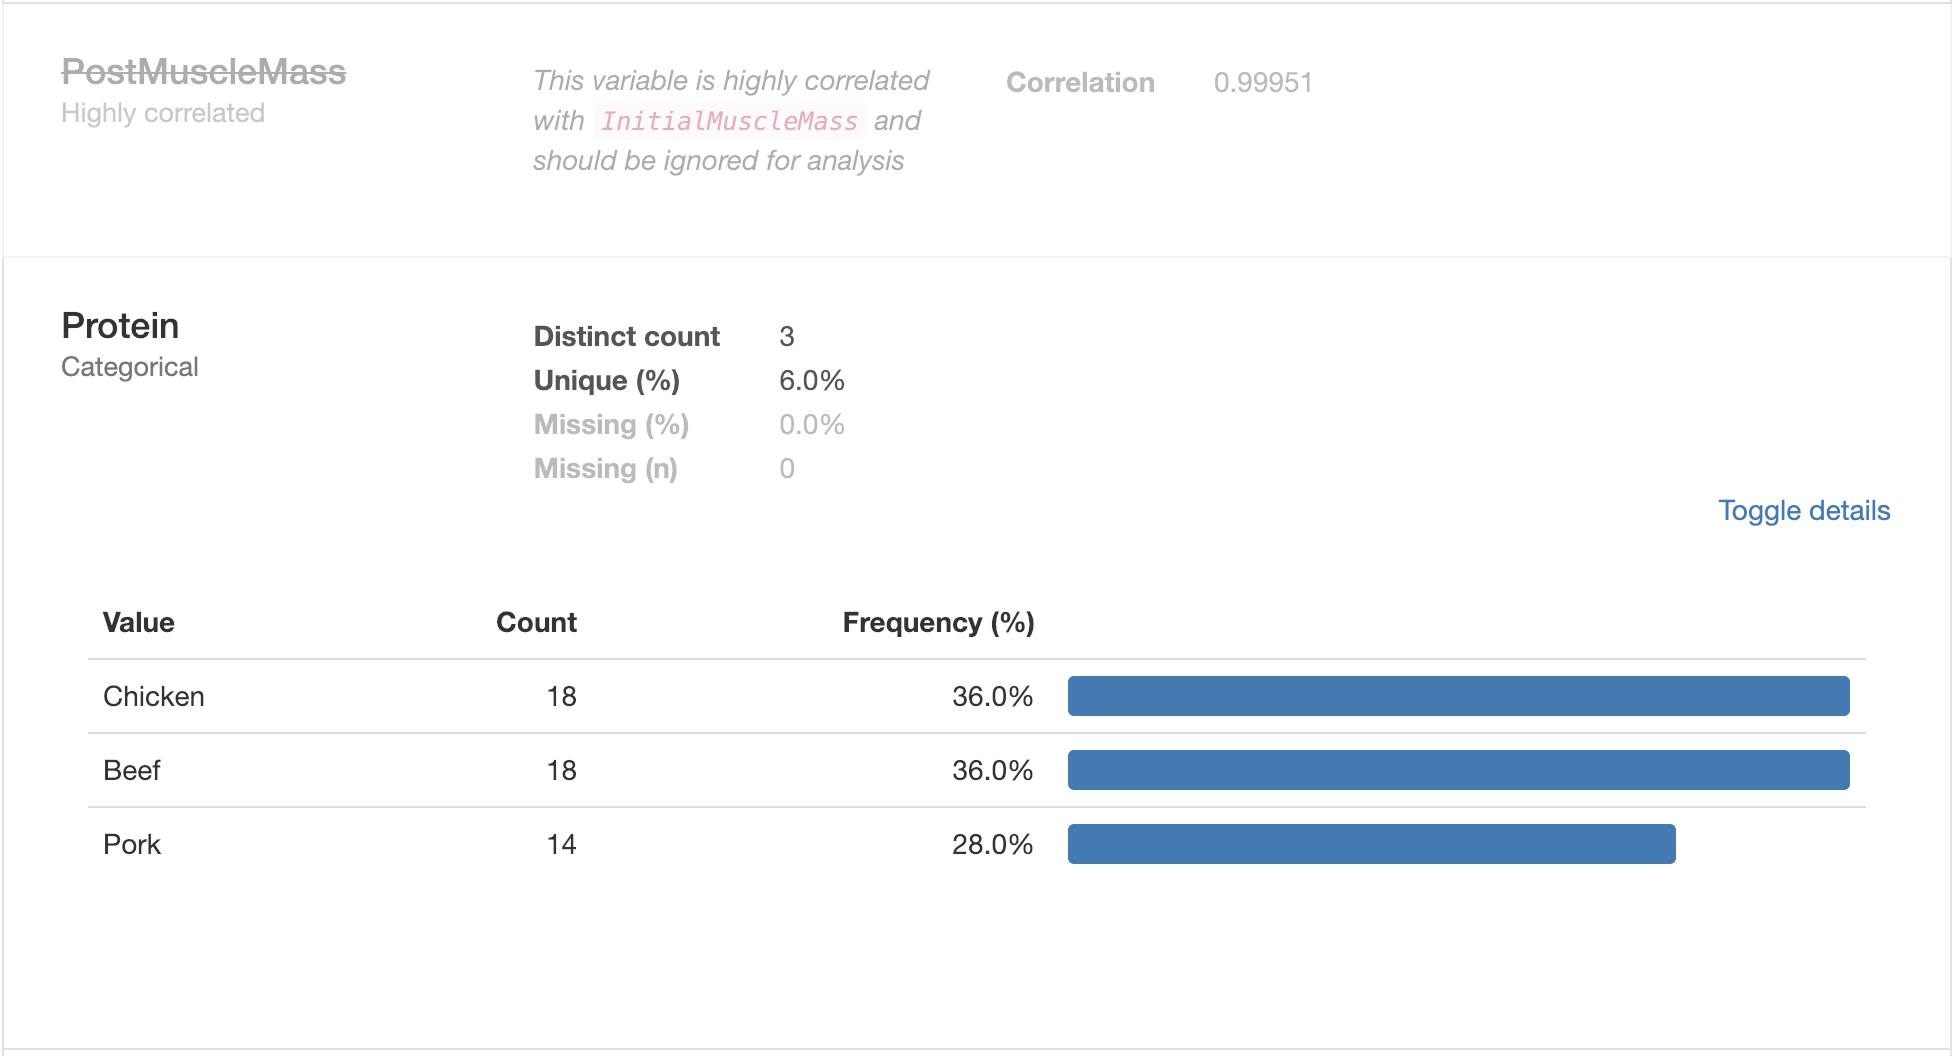 PostMuscleMass
Highly correlated
This variable is highly correlated
with InitialMuscleMass and
should be ignored for analysis
Correlation 0.99951
Protein
Categorical
Distinct count 3
Unique (%) 6.0%
Missing (%) 0.0%
Missing (n) 0
Toggle details
Value Count Frequency (%)
Chicken 18 36.0%
Beef 18 36.0%
Pork 14 28.0%